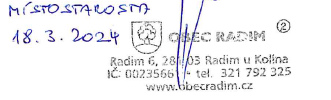 MÍSTOSTAROSTA
18.3.2024
OBEC RADIM ②
Radim 6, 28 03 Radim u Kolína
IČ: 0023566 tel. 321 792 325
www.obecradim.cz